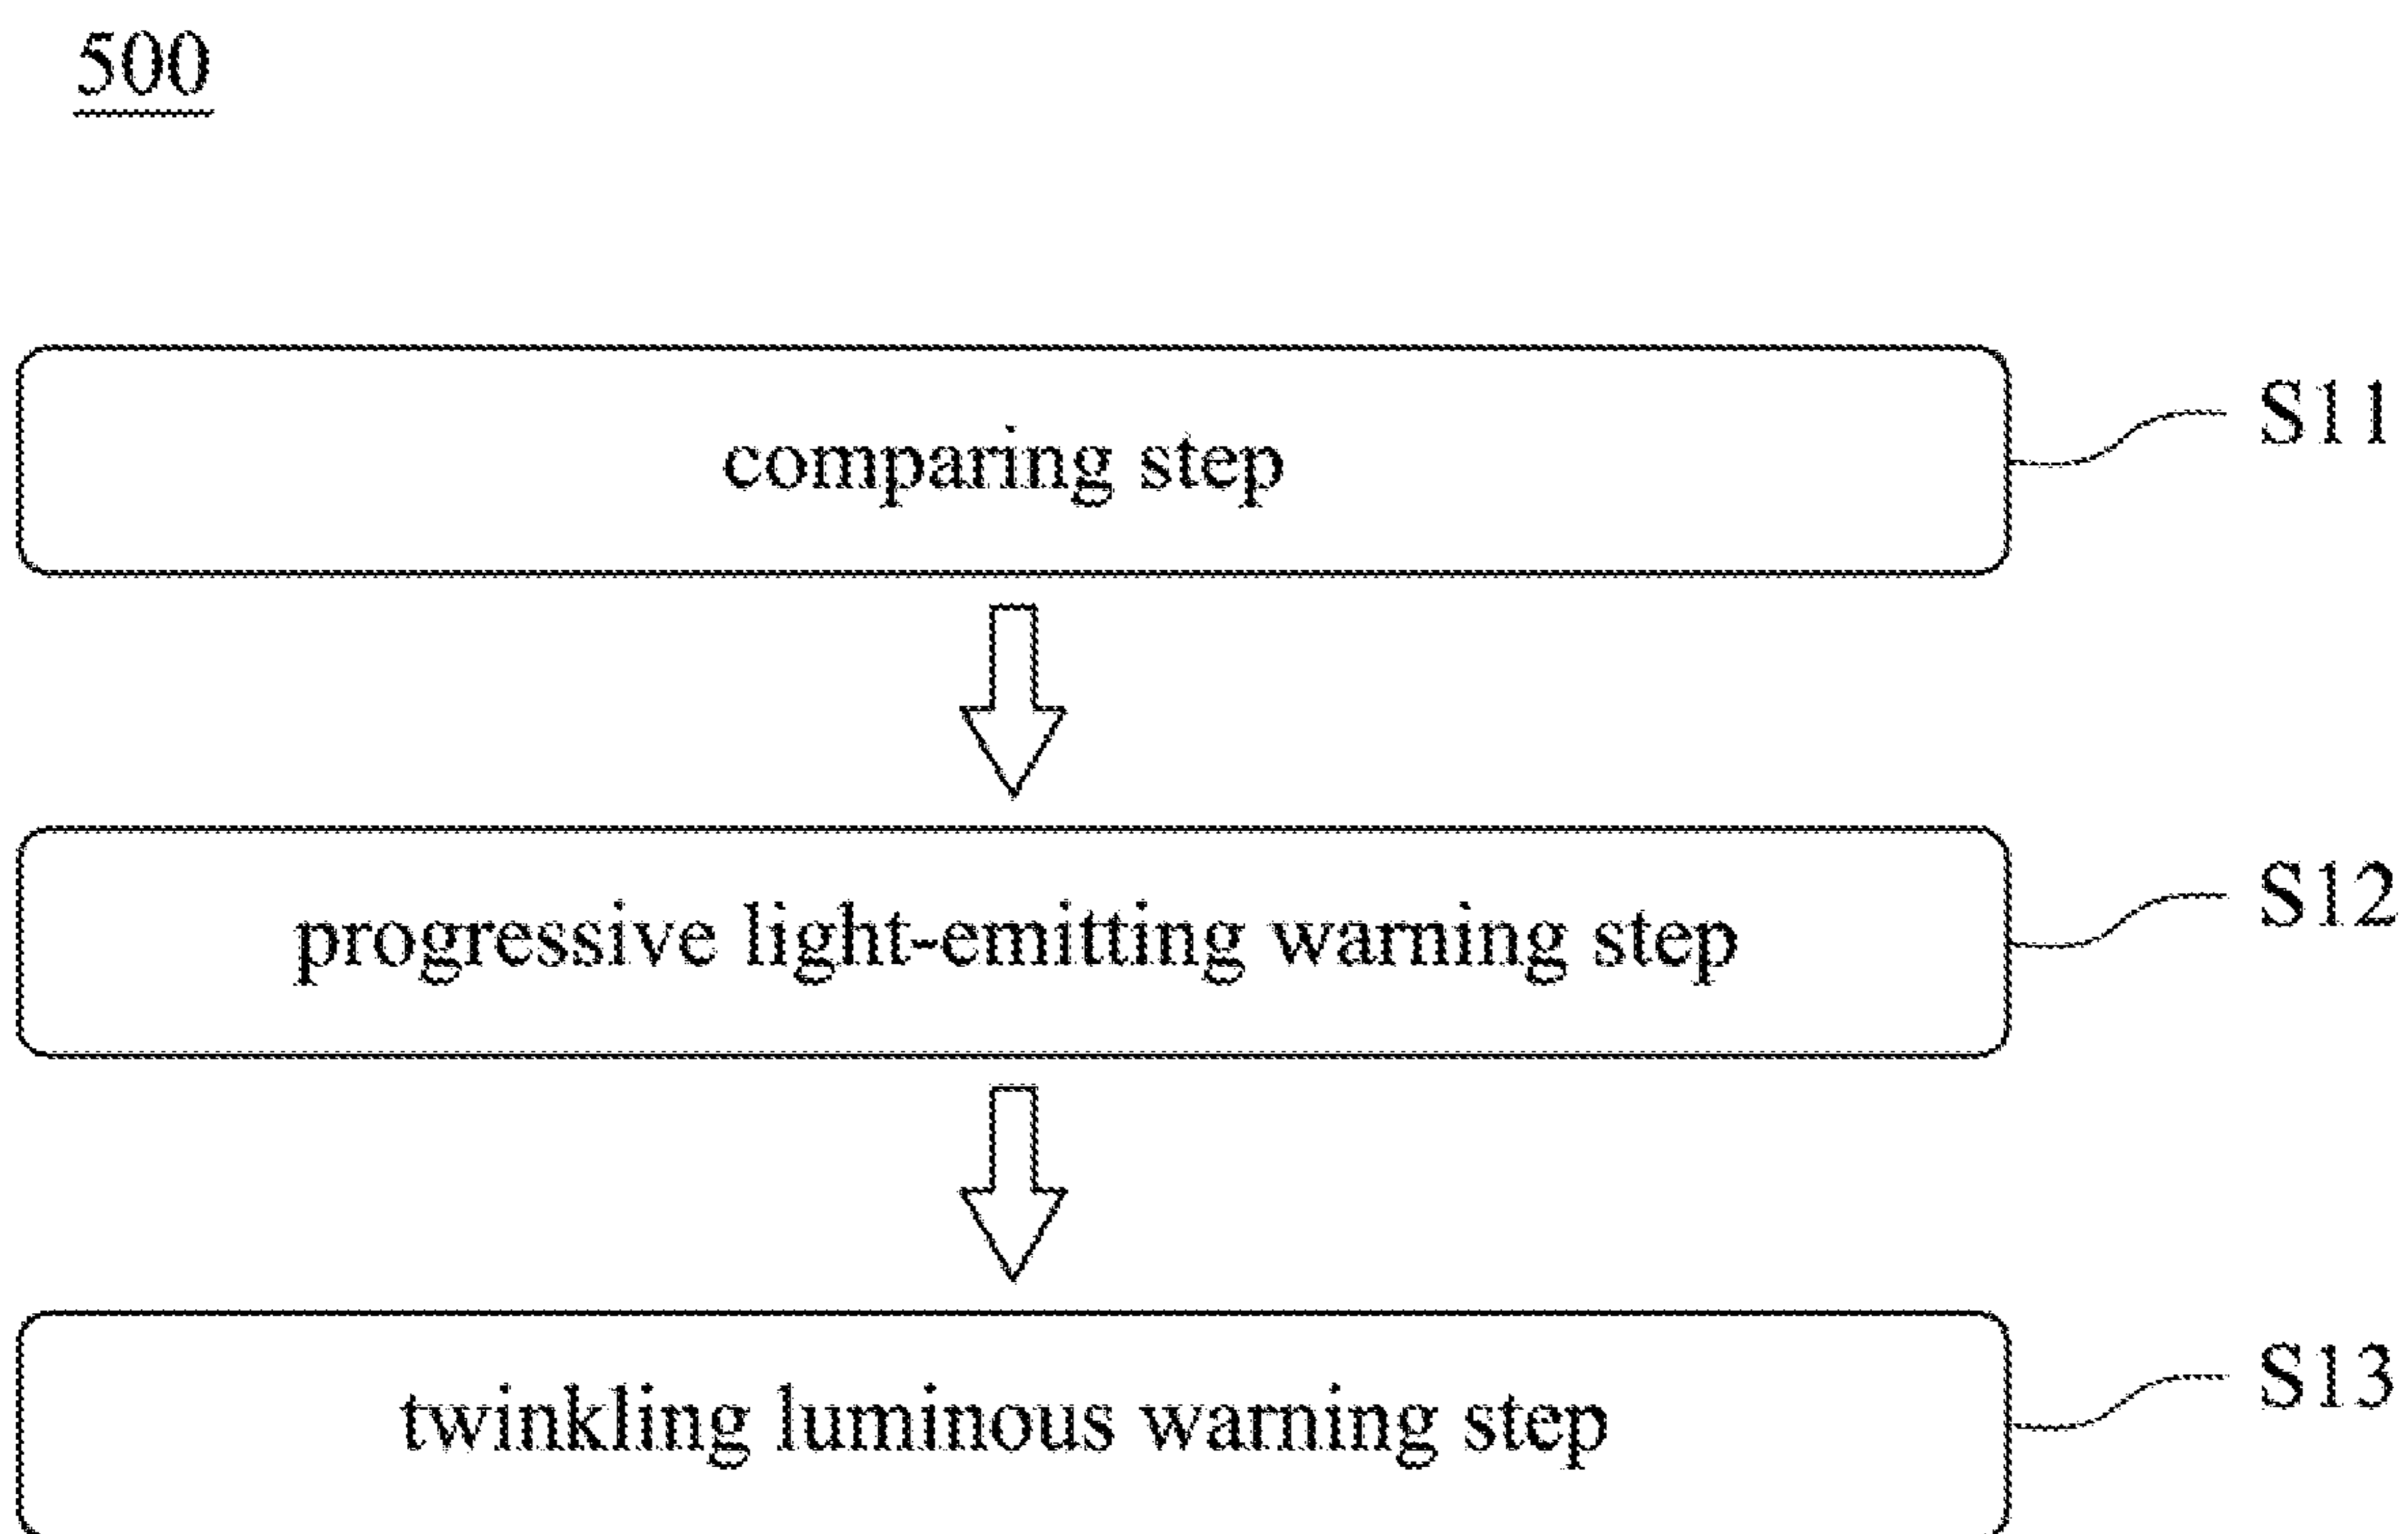 500
comparing step
S11
progressive light-emitting warning step
S12
twinkling luminous warning step
S13